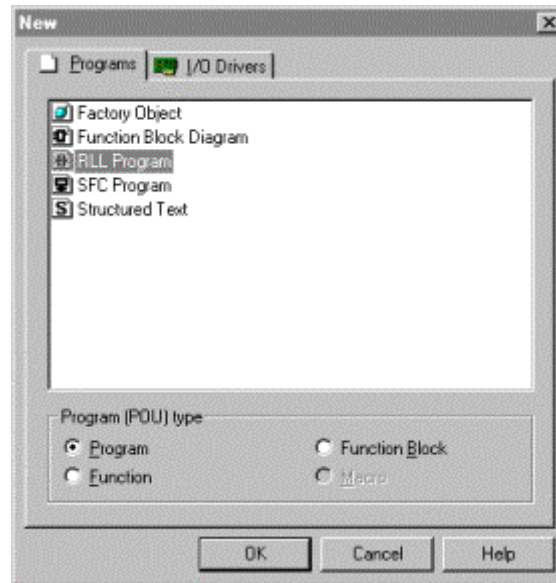 New
Programs
I/O Drivers
Factory Object
Function Block Diagram
RLL Program
SFC Program
Structured Text
Program (POU) type
Program
Function Block
Function
Macro
OK
Cancel
Help